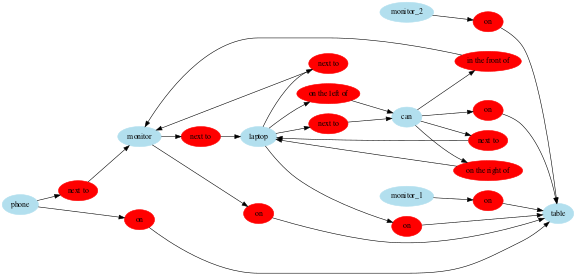 monitor_2
on
in the front of
next to
on the left of
on
can
next to
monitor
next to
laptop
next to
on the right of
next to
monitor_1
on
phone
on
table
on
on